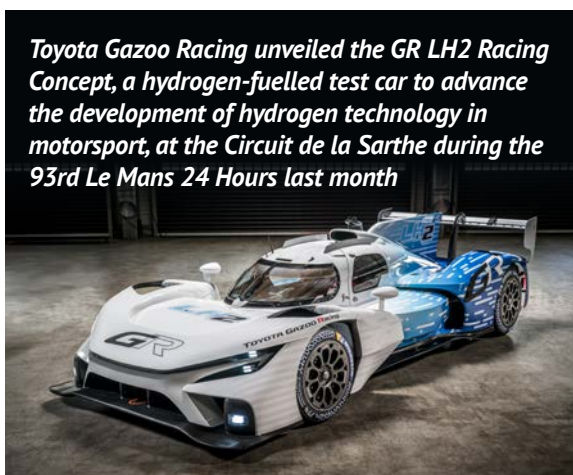 Toyota Gazoo Racing unveiled the GR LH2 Racing
Concept, a hydrogen-fuelled test car to advance
the development of hydrogen technology in
motorsport, at the Circuit de la Sarthe during the
93rd Le Mans 24 Hours last month
LH2
GR
LH2
GR
TOYOTA GAZOO Racing